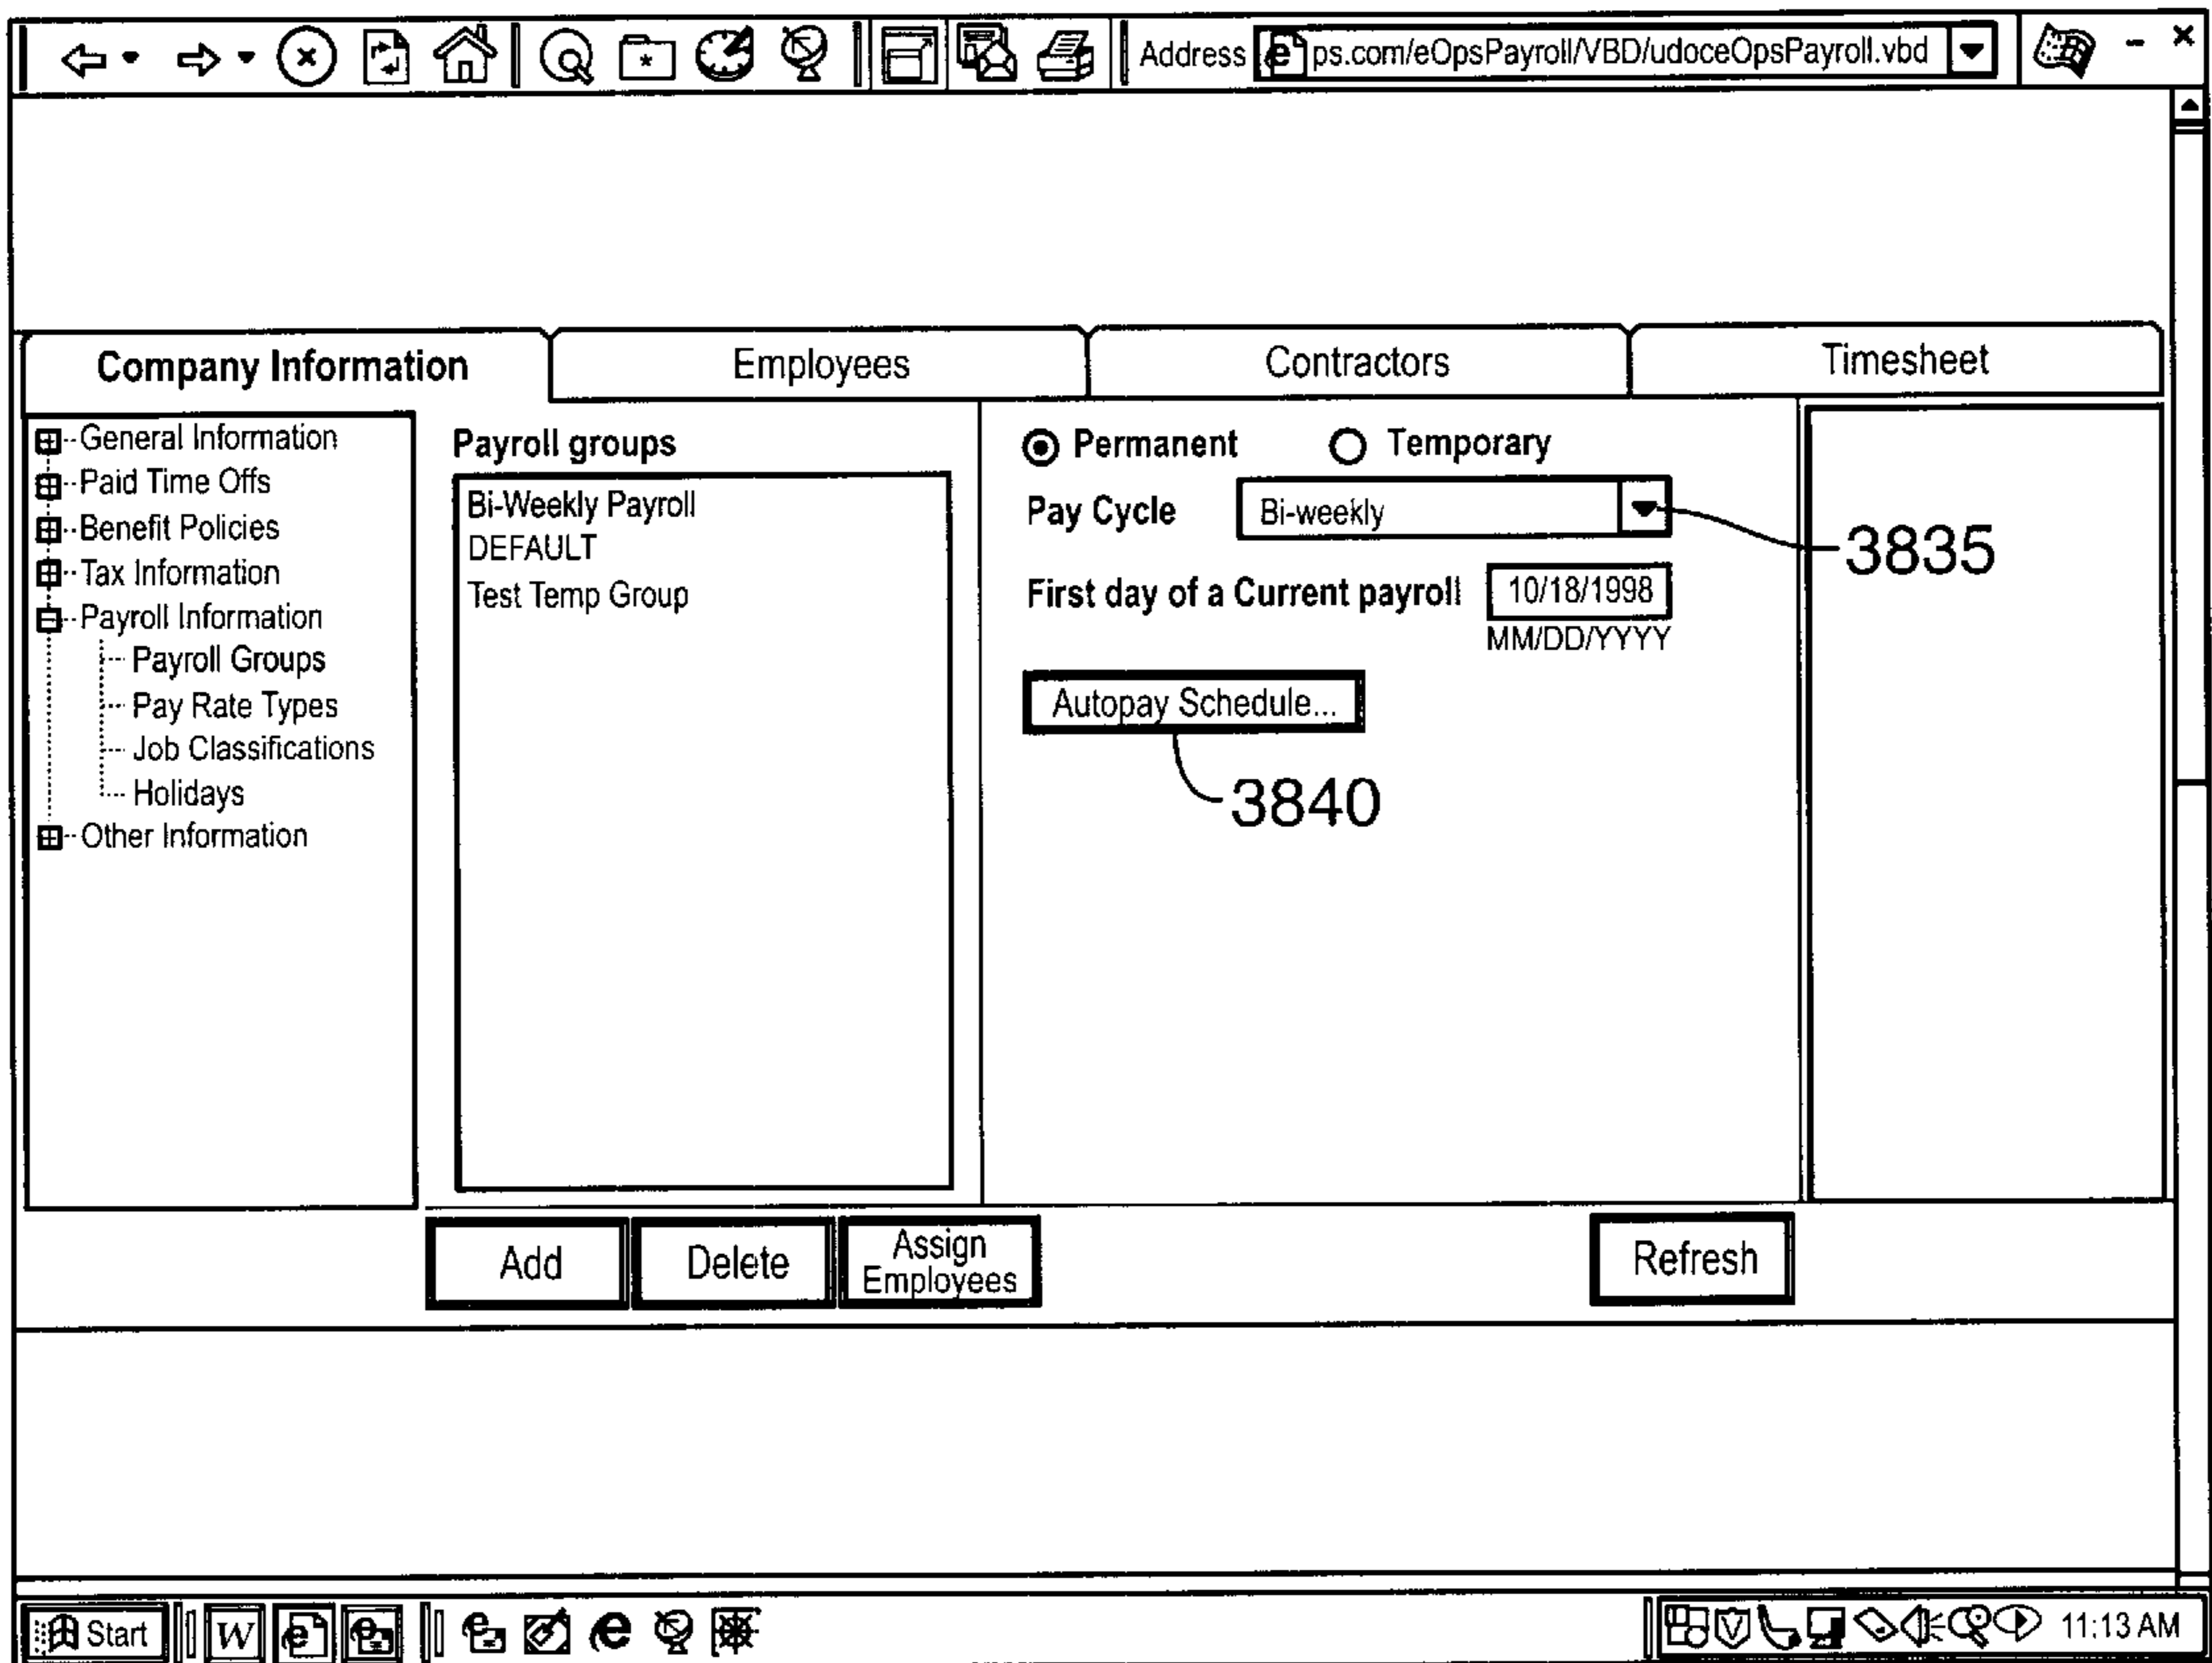 Address ps.com/eOpsPayroll/VBD/udoceOpsPayroll.vbd
Company Information
Employees
Contractors
Timesheet
General Information
Paid Time Offs
Benefit Policies
Tax Information
Payroll Information
Payroll Groups
Pay Rate Types
Job Classifications
Holidays
Other Information
Payroll groups
Bi-Weekly Payroll
DEFAULT
Test Temp Group
Permanent
Temporary
Pay Cycle
Bi-weekly
3835
First day of a Current payroll
10/18/1998
MM/DD/YYYY
Autopay Schedule...
3840
Add
Delete
Assign
Employees
Refresh
Start
W
11:13 AM